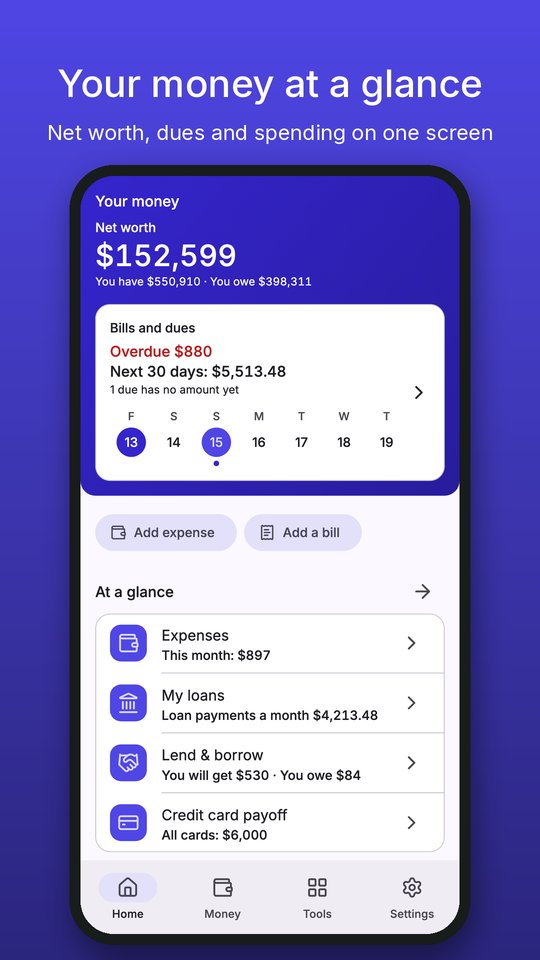 Your money at a glance
Net worth, dues and spending on one screen
Your money
Net worth
$152,599
You have $550,910 · You owe $398,311
Bills and dues
Overdue $880
Next 30 days: $5,513.48
1 due has no amount yet
F S S M T W T
13 14 15 16 17 18 19
Add expense Add a bill
At a glance
Expenses
This month: $897
My loans
Loan payments a month $4,213.48
Lend & borrow
You will get $530 · You owe $84
Credit card payoff
All cards: $6,000
Home Money Tools Settings